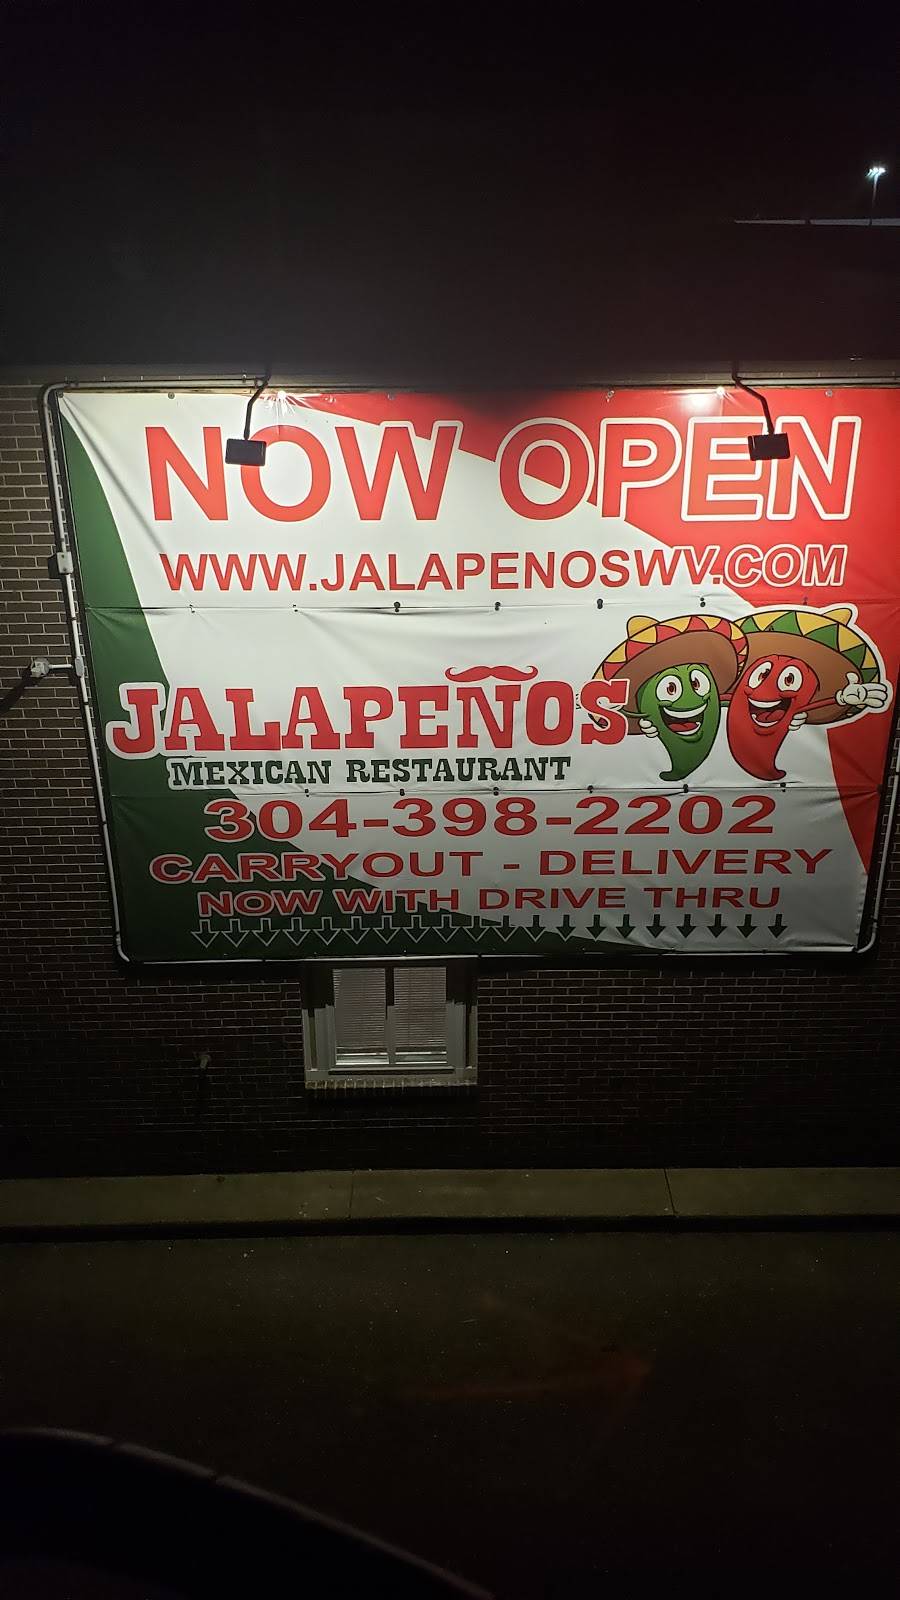 NOW OPEN
WWW.JALAPENOSWV.COM
JALAPEÑOS
MEXICAN RESTAURANT
304-398-2202
CARRYOUT - DELIVERY
NOW WITH DRIVE THRU